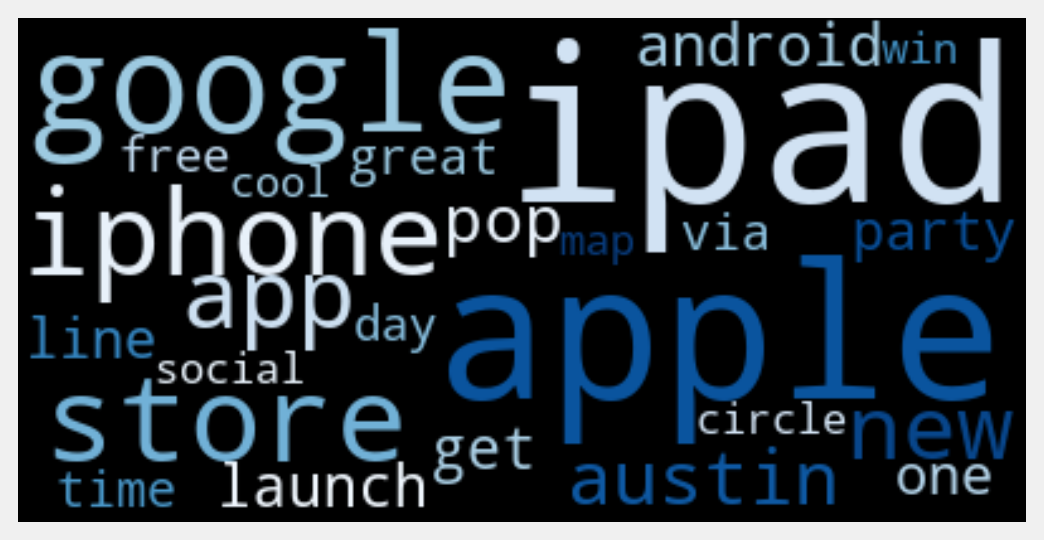 google
ipad
android
win
free
great
cool
iphone
pop
map
via
party
app
day
apple
line
social
store
circle
new
get
austin
one
time
launch